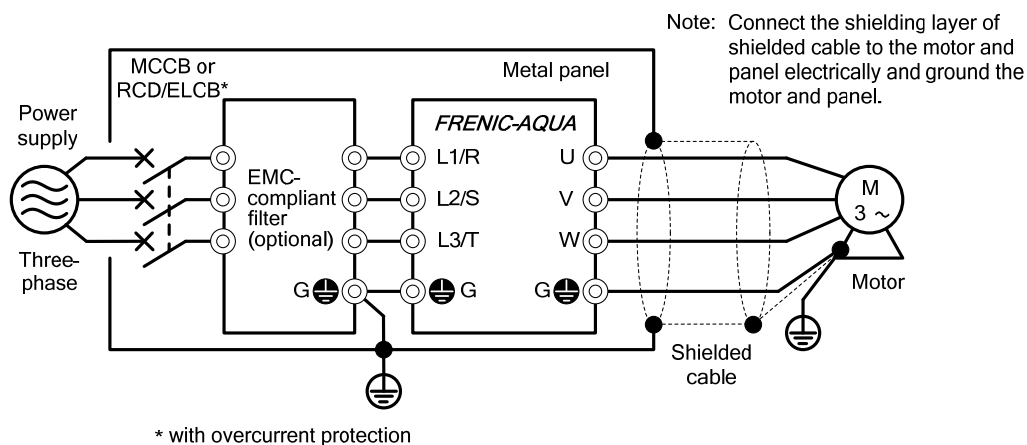 Note: Connect the shielding layer of
shielded cable to the motor and
panel electrically and ground the
motor and panel.
MCCB or
RCD/ELCB*
Metal panel
Power
supply
FRENIC-AQUA
L1/R
U
EMC-
compliant
filter
(optional)
L2/S
V
M
3 ~
L3/T
W
Three-
phase
G
G
G
Motor
Shielded
cable
* with overcurrent protection